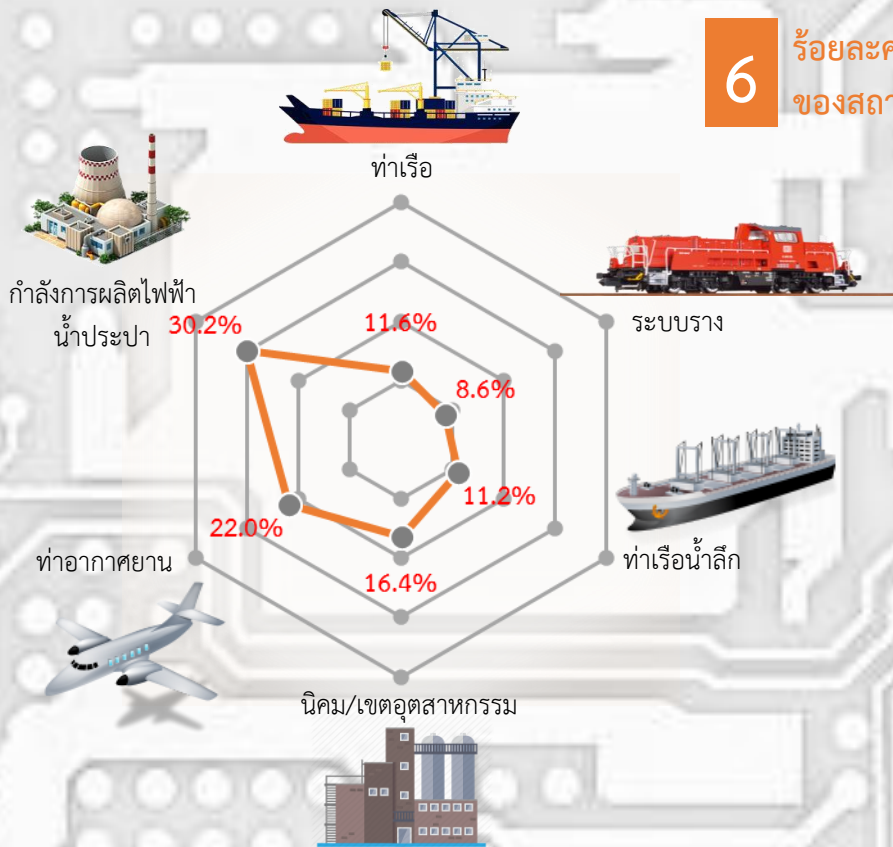 6
ร้อยละค
ของสถา
ท่าเรือ
กำลังการผลิตไฟฟ้า
น้ำประปา
30.2%
11.6%
ระบบราง
8.6%
11.2%
ท่าเรือน้ำลึก
22.0%
ท่าอากาศยาน
16.4%
นิคม/เขตอุตสาหกรรม